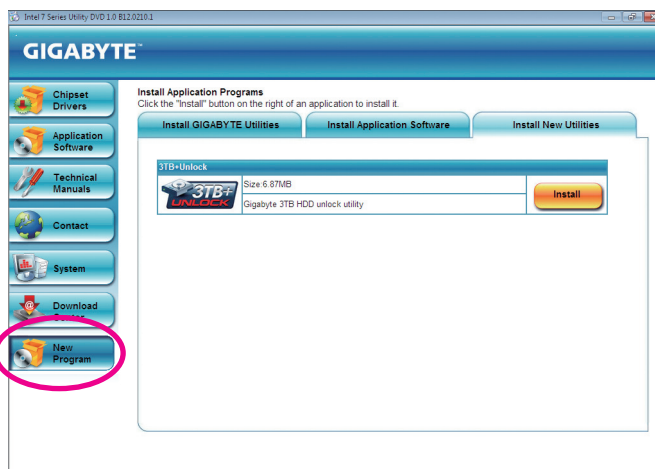 Intel 7 Series Utility DVD 1.0 B12.0210.1
GIGABYTE™
Chipset
Drivers
Application
Software
Technical
Manuals
Contact
System
Download
Center
New
Program
Install Application Programs
Click the "Install" button on the right of an application to install it.
Install GIGABYTE Utilities
Install Application Software
Install New Utilities
3TB+Unlock
3TB+
UNLOCK
Size:6.87MB
Gigabyte 3TB HDD unlock utility
Install